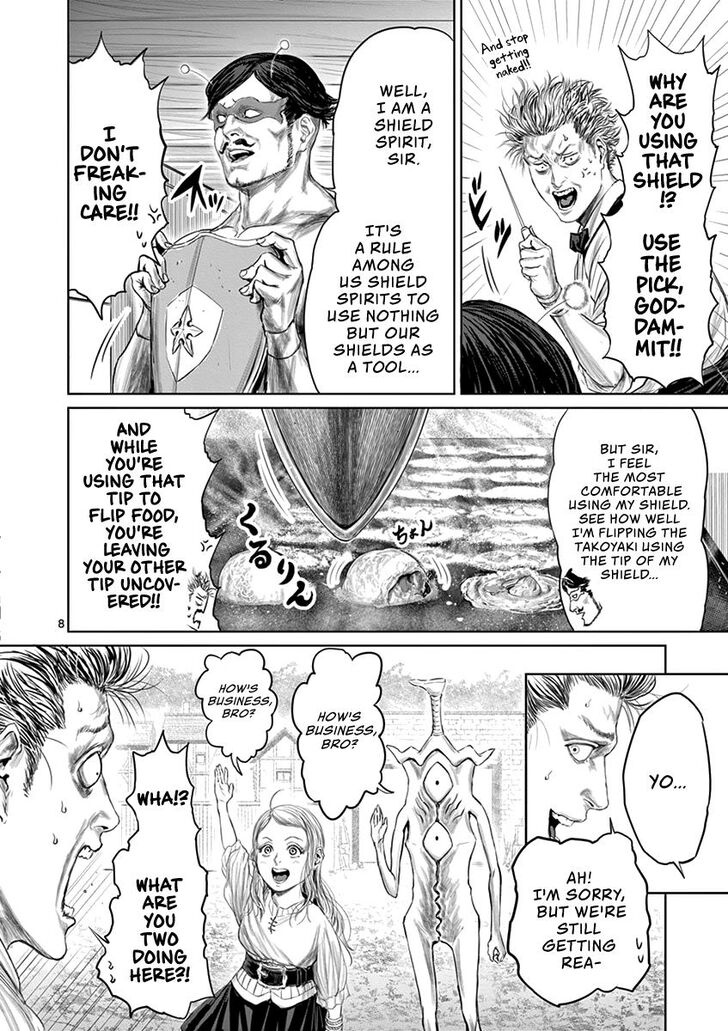 And stop
getting
naked!!
WHY
ARE
YOU
USING
THAT
SHIELD
!?
USE
THE
PICK,
GOD-
DAM-
MIT!!
WELL,
I AM A
SHIELD
SPIRIT,
SIR.
IT'S
A RULE
AMONG
US SHIELD
SPIRITS TO
USE NOTHING
BUT OUR
SHIELDS AS
A TOOL...
I
DON'T
FREAK-
ING
CARE!!
BUT SIR,
I FEEL
THE MOST
COMFORTABLE
USING MY SHIELD.
SEE HOW WELL
I'M FLIPPING THE
TAKOYAKI USING
THE TIP OF MY
SHIELD...
ちょん
くるりん
AND
WHILE
YOU'RE
USING THAT
TIP TO
FLIP FOOD,
YOU'RE
LEAVING
YOUR OTHER
TIP UNCOV-
ERED!!
8
YO...
AH!
I'M SORRY,
BUT WE'RE
STILL
GETTING
REA-
HOW'S
BUSINESS,
BRO?
HOW'S
BUSINESS,
BRO?
WHA!?
WHAT
ARE
YOU
TWO
DOING
HERE?!